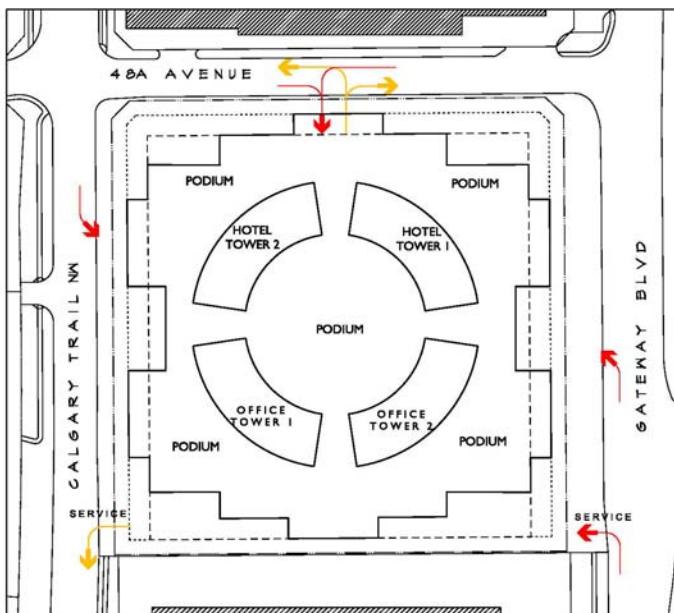 48A AVENUE
PODIUM
PODIUM
HOTEL
TOWER 2
HOTEL
TOWER 1
CALGARY TRAIL NW
PODIUM
GATEWAY BLVD
OFFICE
TOWER 1
OFFICE
TOWER 2
PODIUM
PODIUM
SERVICE
SERVICE